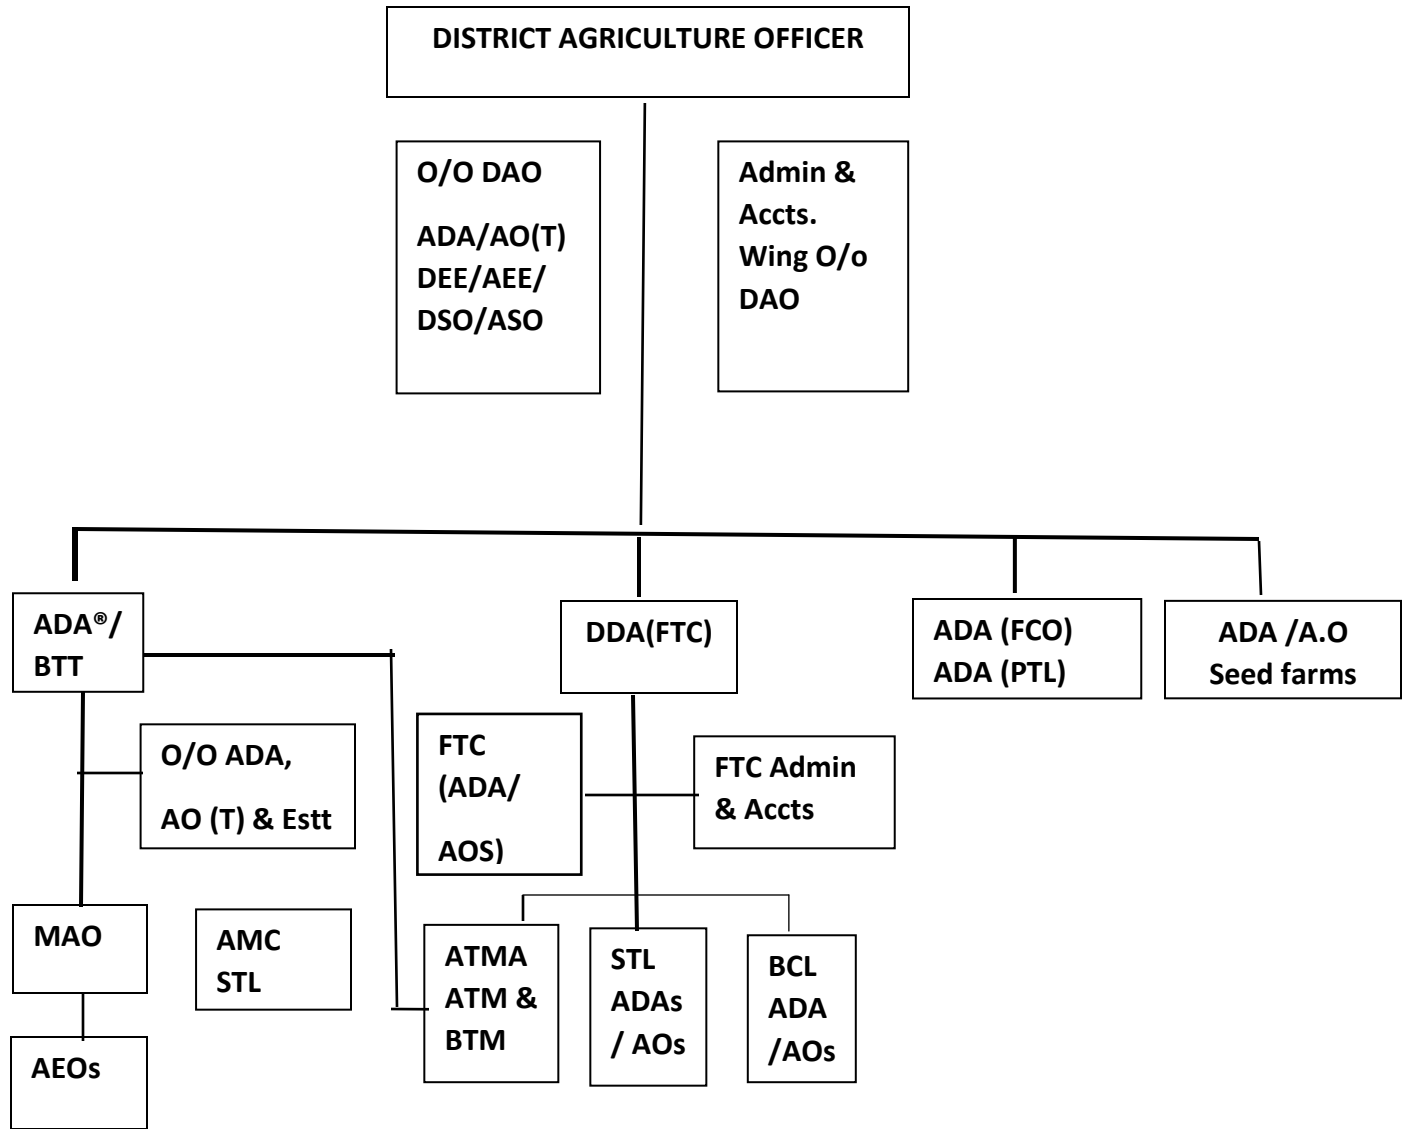 DISTRICT AGRICULTURE OFFICER
O/O DAO
ADA/AO(T)
DEE/AEE/
DSO/ASO
Admin &
Accts.
Wing O/o
DAO
ADA®/
BTT
DDA(FTC)
ADA (FCO)
ADA (PTL)
ADA /A.O
Seed farms
O/O ADA,
AO (T) & Estt
FTC
(ADA/
AOS)
FTC Admin
& Accts
MAO
AMC
STL
ATMA
ATM &
BTM
STL
ADAs
/ AOs
BCL
ADA
/AOs
AEOs